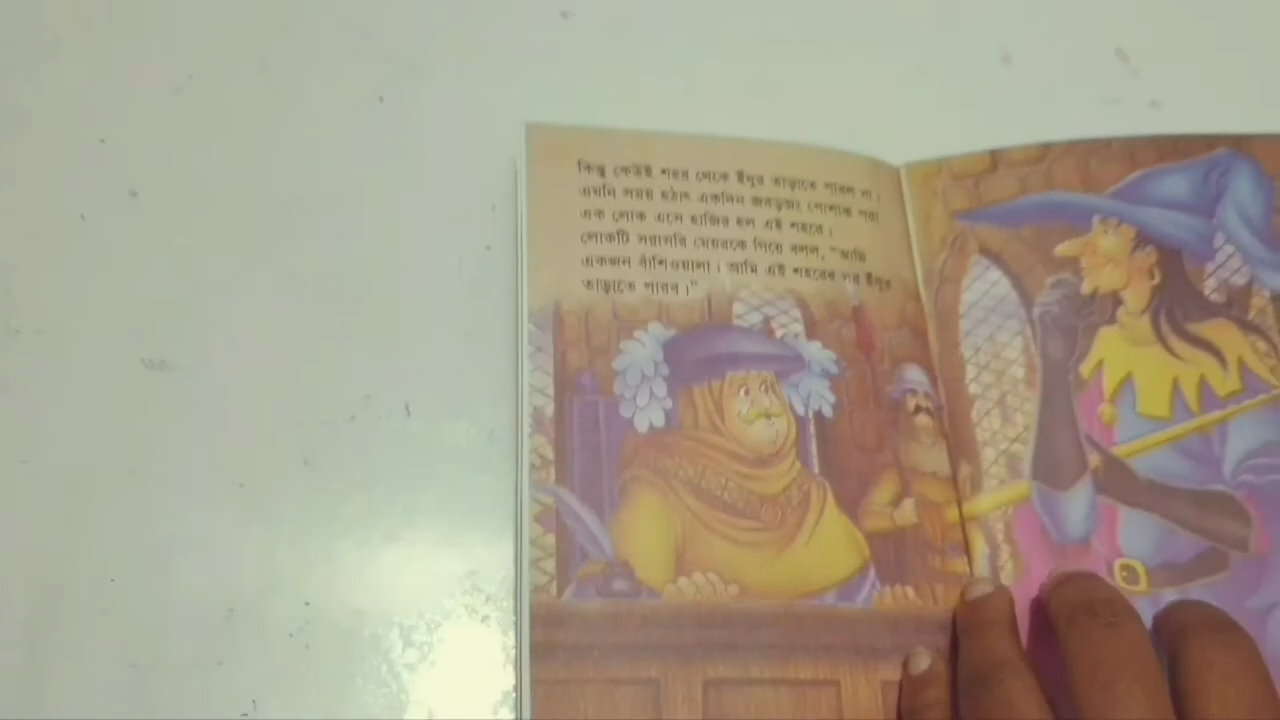 কিন্তু কেউই শহর থেকে ইঁদুর তাড়াতে পারল না।
এমনি সময় হঠাৎ একদিন জবড়জং পোশাক পরা
এক লোক এসে হাজির হল এই শহরে।
লোকটি সরাসরি মেয়রকে গিয়ে বলল, “আমি
একজন বাঁশিওয়ালা। আমি এই শহরের সব ইঁদুর
তাড়াতে পারব।”